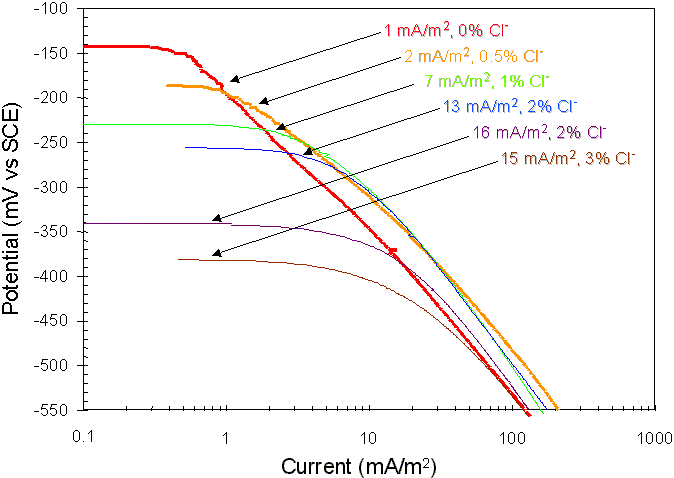 -100
-150
-200
-250
-300
-350
-400
-450
-500
-550
Potential (mV vs SCE)
1 mA/m², 0% Cl⁻
2 mA/m², 0.5% Cl⁻
7 mA/m², 1% Cl⁻
13 mA/m², 2% Cl⁻
16 mA/m², 2% Cl⁻
15 mA/m², 3% Cl⁻
0.1 1 10 100 1000
Current (mA/m²)